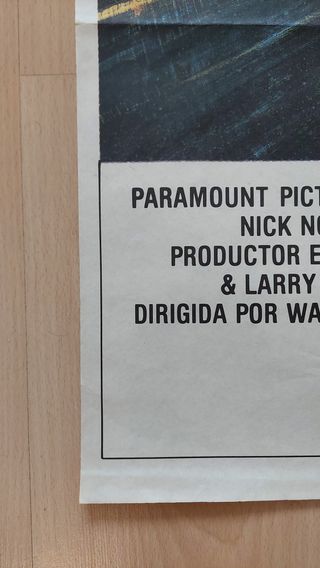 PARAMOUNT PICT
NICK NO
PRODUCTOR E
& LARRY
DIRIGIDA POR WA